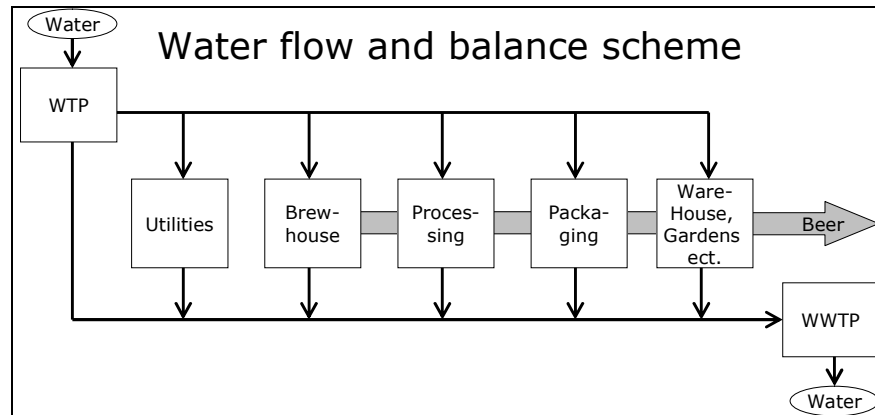 Water
Water flow and balance scheme
WTP
Utilities
Brew-
house
Proces-
sing
Packa-
ging
Ware-
House,
Gardens
ect.
Beer
WWTP
Water